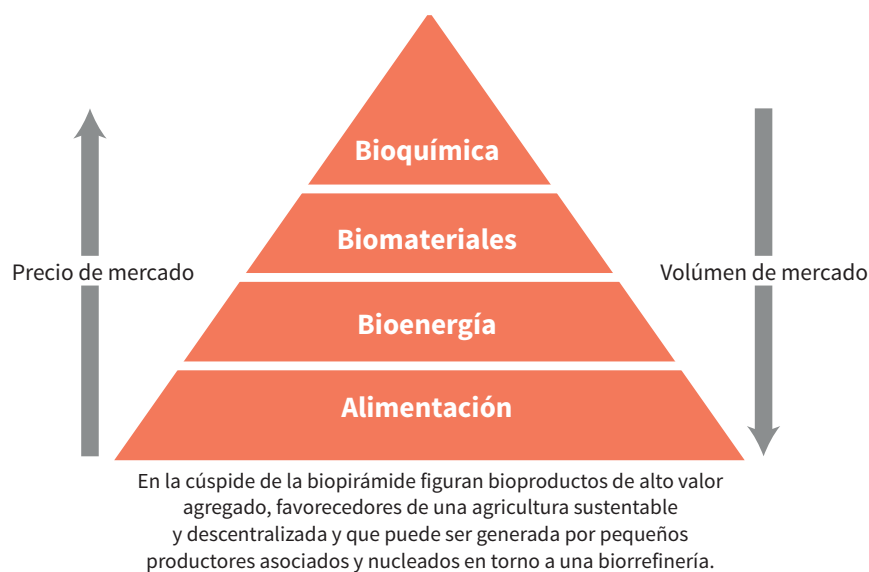 Bioquímica
Biomateriales
Precio de mercado
Volúmen de mercado
Bioenergía
Alimentación
En la cúspide de la biopirámide figuran bioproductos de alto valor
agregado, favorecedores de una agricultura sustentable
y descentralizada y que puede ser generada por pequeños
productores asociados y nucleados en torno a una biorrefinería.